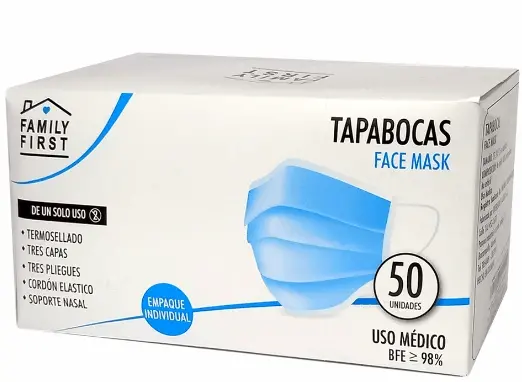 FAMILY
FIRST
DE UN SOLO USO
• TERMOSELLADO
• TRES CAPAS
• TRES PLIEGUES
• CORDÓN ELASTICO
• SOPORTE NASAL
EMPAQUE
INDIVIDUAL
TAPABOCAS
FACE MASK
50
UNIDADES
USO MÉDICO
BFE ≥ 98%